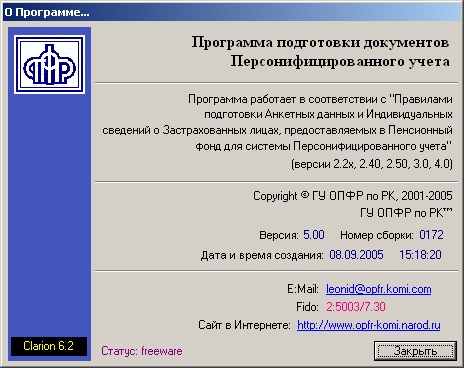 О Программе...
Программа подготовки документов
Персонифицированного учета
Программа работает в соответствии с "Правилами
подготовки Анкетных данных и Индивидуальных
сведений о Застрахованных лицах, предоставляемых в Пенсионный
Фонд для системы Персонифицированного учета"
(версии 2.2x, 2.40, 2.50, 3.0, 4.0)
Copyright © ГУ ОПФР по РК, 2001-2005
ГУ ОПФР по РК™
Версия: 5.00 Номер сборки: 0172
Дата и время создания: 08.09.2005 15:18:20
E:Mail: leonid@opfr.komi.com
Fido: 2:5003/7.30
Сайт в Интернете: http://www.opfr-komi.narod.ru
Clarion 6.2
Статус: freeware
Закрыть